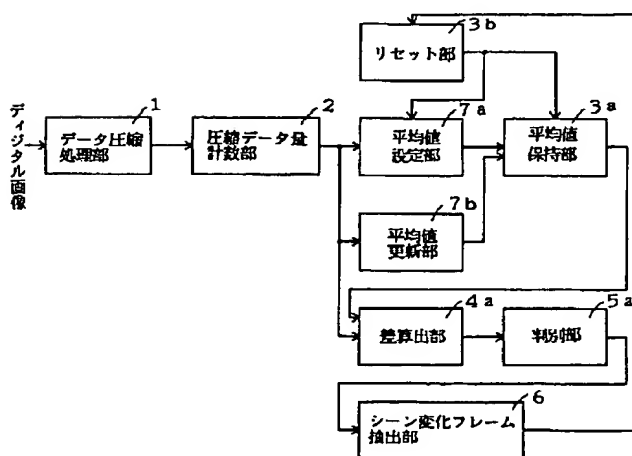 3b
リセット部
ディジタル画像
1
データ圧縮
処理部
2
圧縮データ量
計数部
7a
平均値
設定部
3a
平均値
保持部
7b
平均値
更新部
4a
差算出部
5a
判別部
6
シーン変化フレーム
抽出部